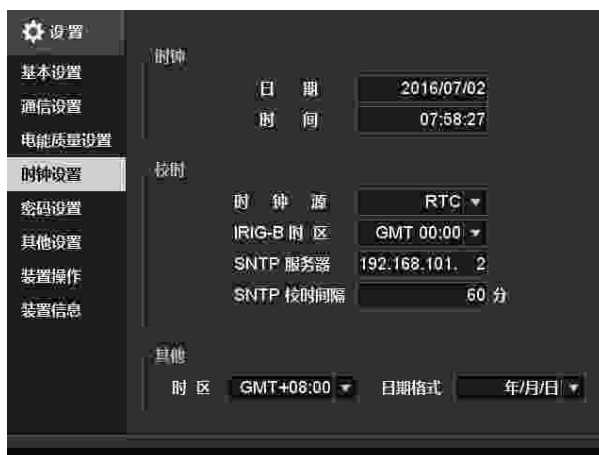 设置
基本设置
通信设置
电能质量设置
时钟设置
密码设置
其他设置
装置操作
装置信息
时钟
日 期 2016/07/02
时 间 07:58:27
校时
时 钟 源 RTC
IRIG-B 时 区 GMT 00:00
SNTP 服务器 192.168.101. 2
SNTP 校时间隔 60 分
其他
时 区 GMT+08:00 日期格式 年/月/日